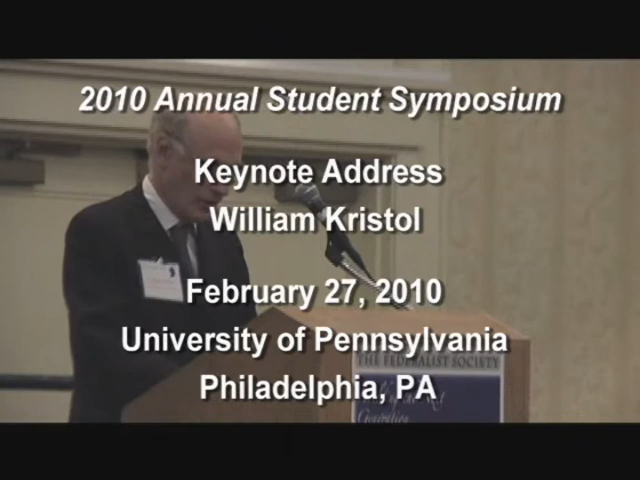 2010 Annual Student Symposium
Keynote Address
William Kristol
February 27, 2010
University of Pennsylvania
Philadelphia, PA
THE FEDERALIST SOCIETY